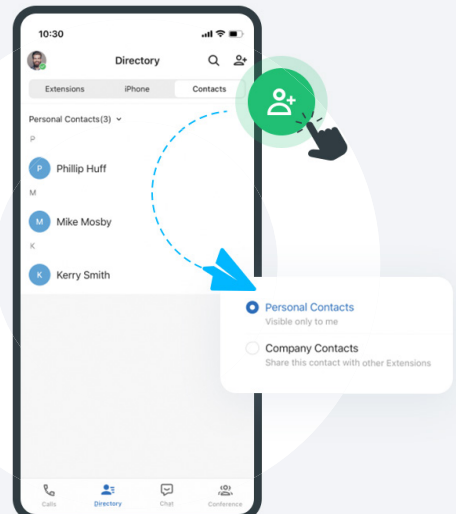 10:30
Directory
Extensions
iPhone
Contacts
Personal Contacts(3)
P
P
Phillip Huff
M
M
Mike Mosby
K
K
Kerry Smith
Personal Contacts
Visible only to me
Company Contacts
Share this contact with other Extensions
Calls
Directory
Chat
Conference